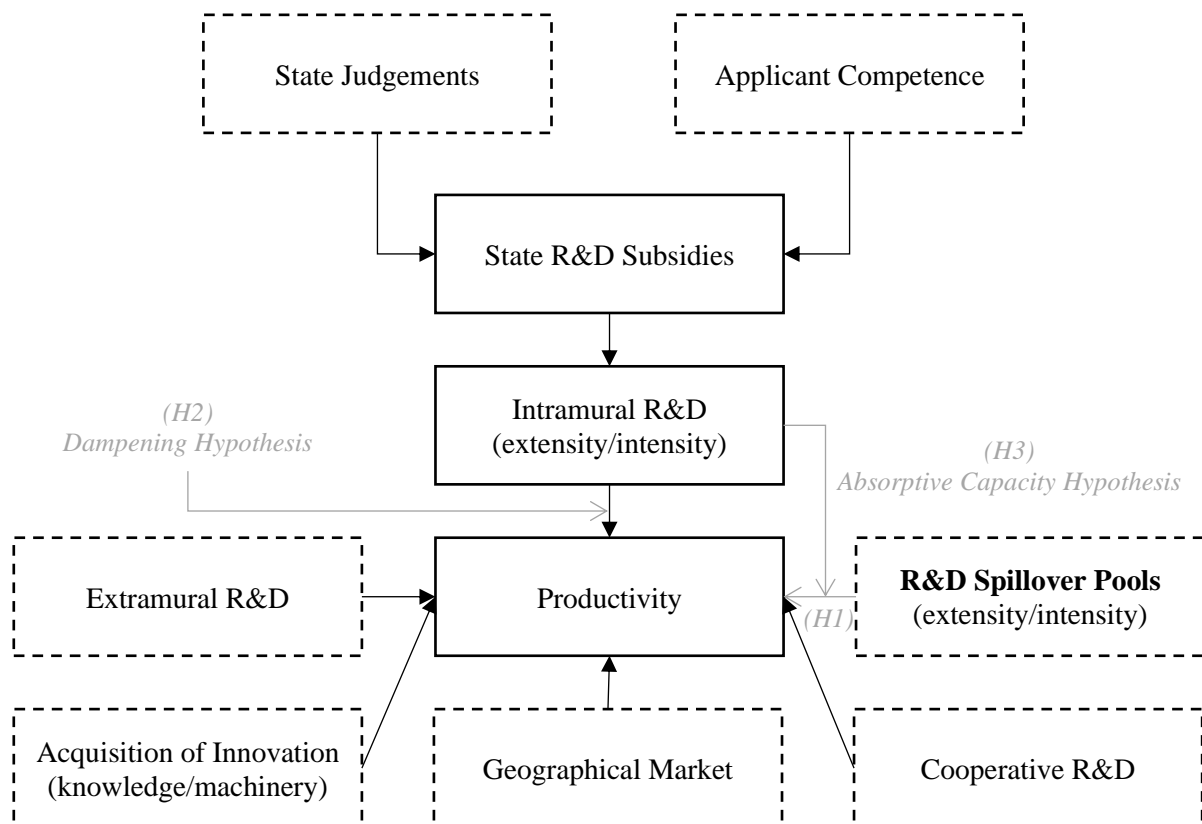 State Judgements
Applicant Competence
State R&D Subsidies
Intramural R&D
(extensity/intensity)
(H2)
Dampening Hypothesis
(H3)
Absorptive Capacity Hypothesis
Extramural R&D
Productivity
R&D Spillover Pools
(extensity/intensity)
(H1)
Acquisition of Innovation
(knowledge/machinery)
Geographical Market
Cooperative R&D